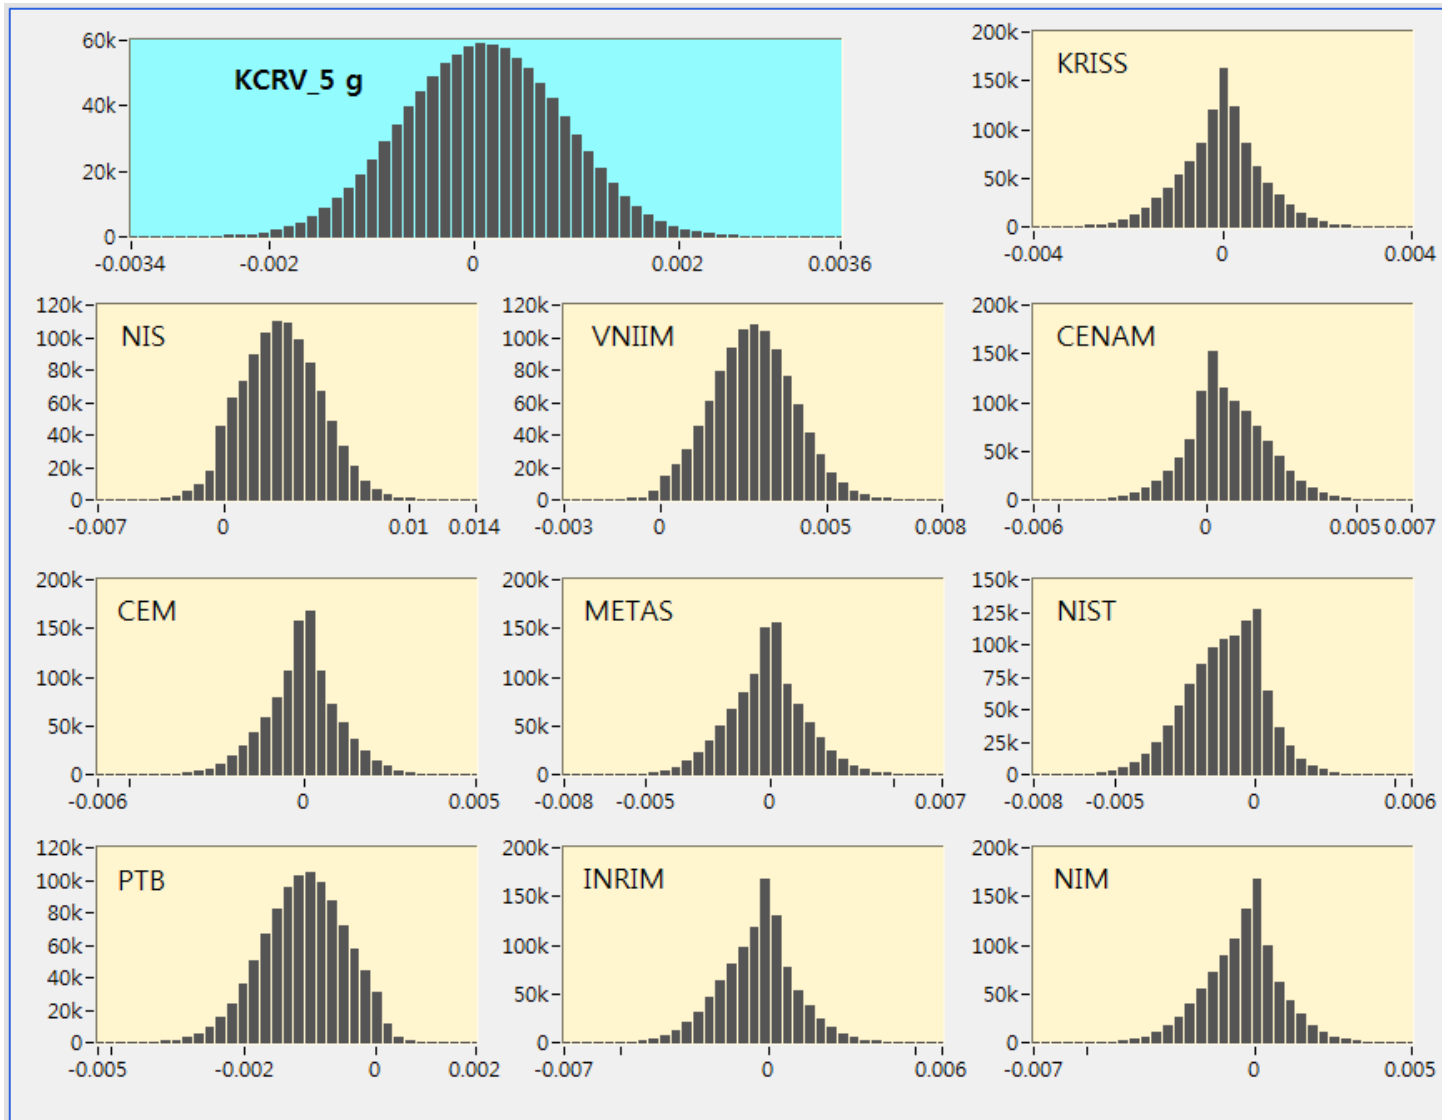 KCRV_5 g
60k
40k
20k
0
-0.0034 -0.002 0 0.002 0.0036
KRISS
200k
150k
100k
50k
0
-0.004 0 0.004
NIS
120k
100k
80k
60k
40k
20k
0
-0.007 0 0.01 0.014
VNIIM
120k
100k
80k
60k
40k
20k
0
-0.003 0 0.005 0.008
CENAM
200k
150k
100k
50k
0
-0.006 0 0.005 0.007
CEM
200k
150k
100k
50k
0
-0.006 0 0.005
METAS
200k
150k
100k
50k
0
-0.008 -0.005 0 0.007
NIST
150k
125k
100k
75k
50k
25k
0
-0.008 -0.005 0 0.006
PTB
120k
100k
80k
60k
40k
20k
0
-0.005 -0.002 0 0.002
INRIM
200k
150k
100k
50k
0
-0.007 0 0.006
NIM
200k
150k
100k
50k
0
-0.007 0 0.005